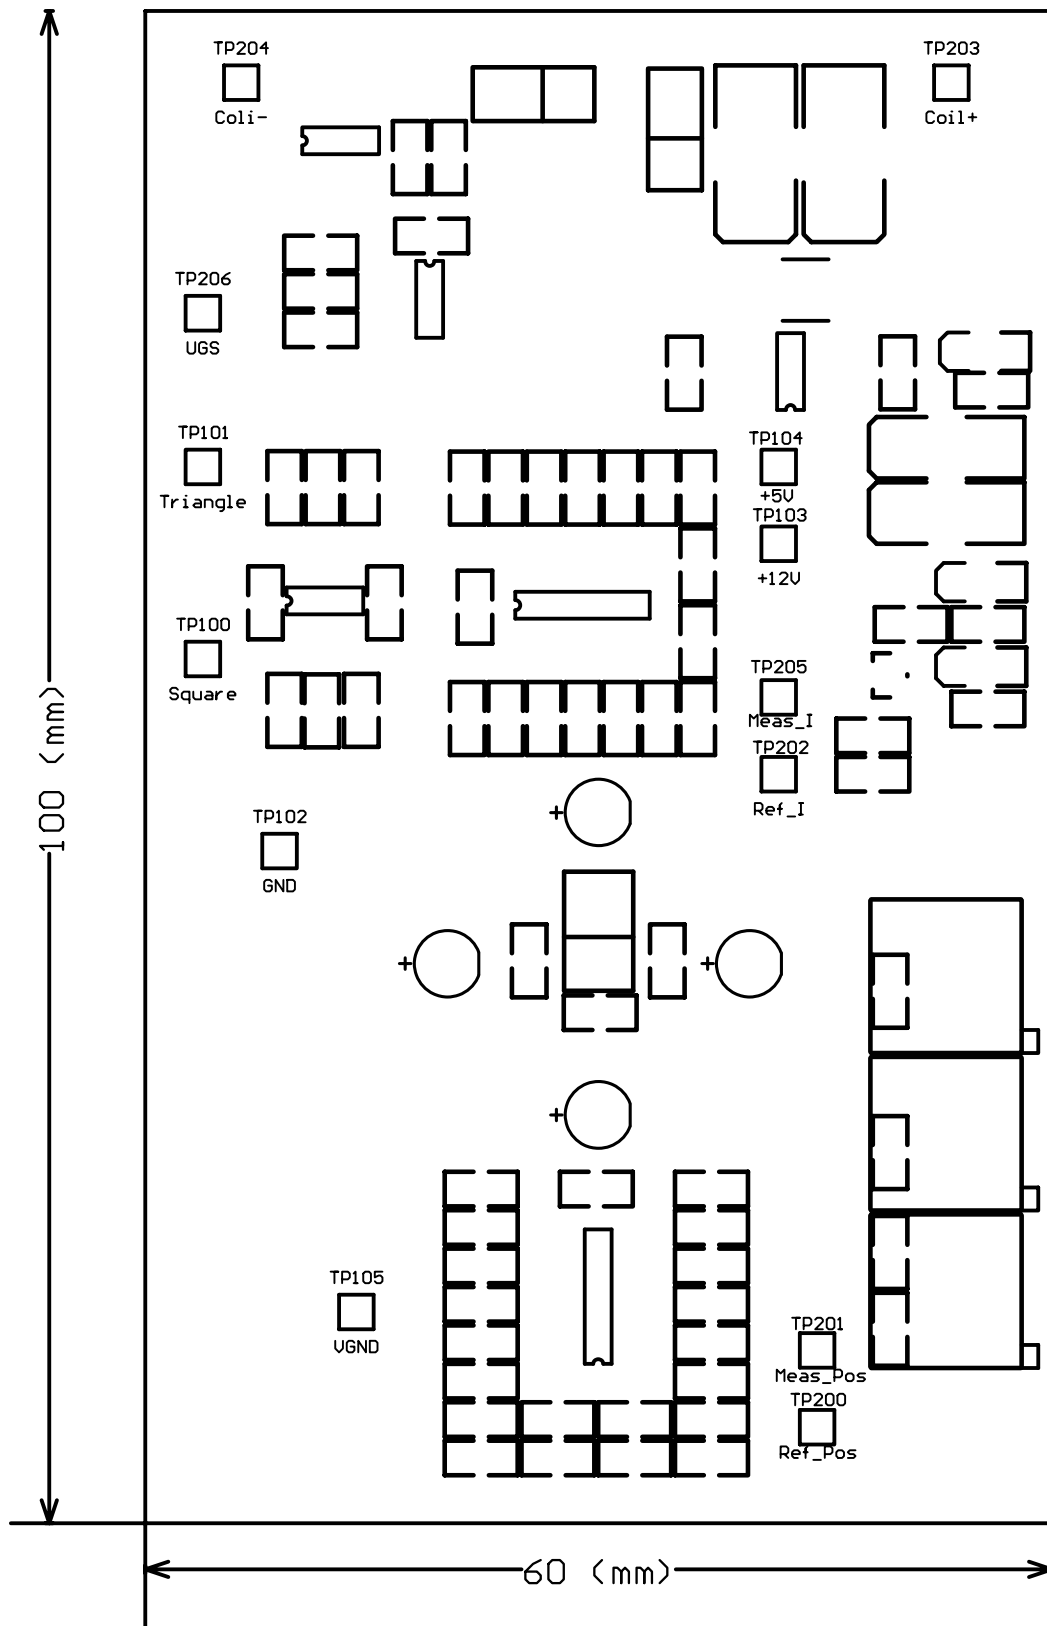 TP204
Coli-
TP203
Coil+
TP206
UGS
TP101
Triangle
TP104
+5V
TP103
+12V
TP100
Square
TP205
Meas_I
TP202
Ref_I
100 (mm)
TP102
GND
+
+
+
+
TP105
VGND
TP201
Meas_Pos
TP200
Ref_Pos
60 (mm)